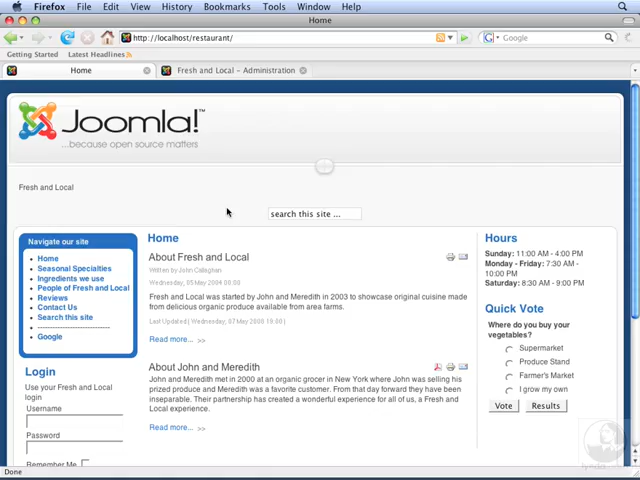 Firefox File Edit View History Bookmarks Tools Window Help
Home
http://localhost/restaurant/
Google
Getting Started Latest Headlines
Home
Fresh and Local – Administration
Joomla!™
...because open source matters
Fresh and Local
search this site ...
Navigate our site
Home
Seasonal Specialties
Ingredients we use
People of Fresh and Local
Reviews
Contact Us
Search this site
----------------------------
Google
Login
Use your Fresh and Local
login
Username
Password
Remember Me
Home
About Fresh and Local
Written by John Callaghan
Wednesday, 05 May 2004 00:00
Fresh and Local was started by John and Meredith in 2003 to showcase original cuisine made
from delicious organic produce available from area farms.
Last Updated ( Wednesday, 07 May 2008 18:00 )
Read more... >>
About John and Meredith
John and Meredith met in 2000 at an organic grocer in New York where John was selling his
prized produce and Meredith was a favorite customer. From that day forward they have been
inseparable. Their partnership has created a wonderful experience for all of us, a Fresh and
Local experience.
Read more... >>
Hours
Sunday: 11:00 AM - 4:00 PM
Monday - Friday: 7:30 AM -
10:00 PM
Saturday: 8:30 AM - 9:00 PM
Quick Vote
Where do you buy your
vegetables?
Supermarket
Produce Stand
Farmer's Market
I grow my own
Vote Results
Done